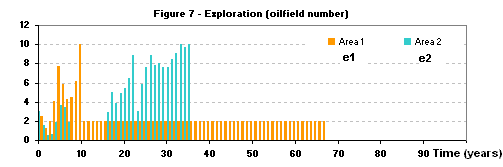 Figure 7 - Exploration (oilfield number)
12
Area 1
Area 2
10
e1
e2
8
6
4
2
0
0
10
20
30
40
50
60
70
80
90
Time (years)